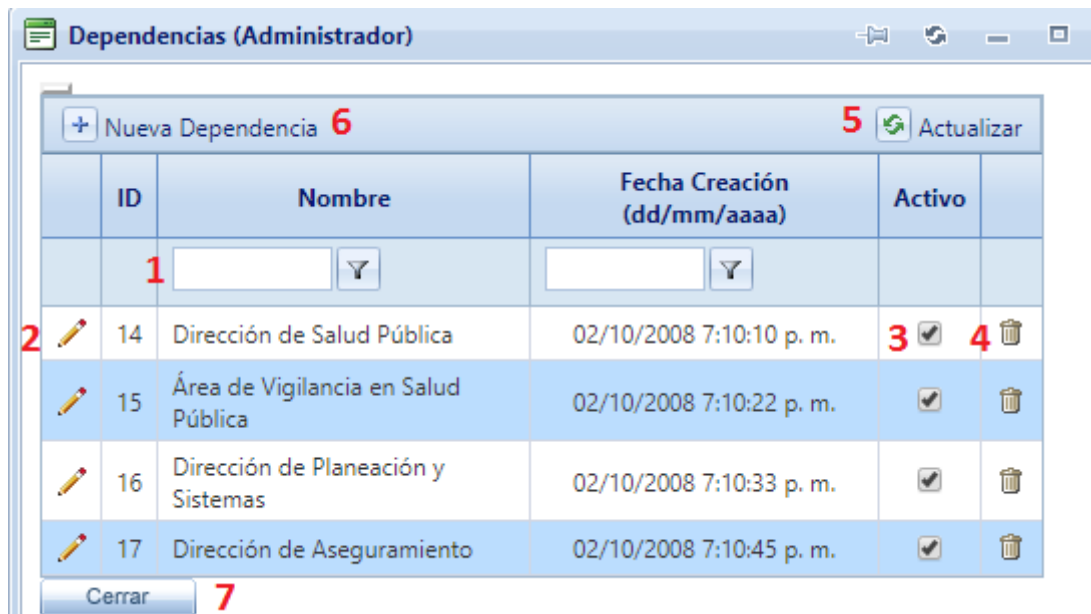 Dependencias (Administrador)
Nueva Dependencia 6 5 Actualizar
ID Nombre Fecha Creación (dd/mm/aaaa) Activo
1
2 14 Dirección de Salud Pública 02/10/2008 7:10:10 p. m. 3 4
15 Área de Vigilancia en Salud Pública 02/10/2008 7:10:22 p. m.
16 Dirección de Planeación y Sistemas 02/10/2008 7:10:33 p. m.
17 Dirección de Aseguramiento 02/10/2008 7:10:45 p. m.
Cerrar 7